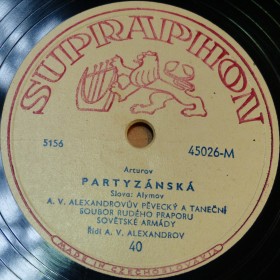 SUPRAPHON
5156
45026-M
Arturov
PARTYZÁNSKÁ
Slova: Alymov
A. V. ALEXANDROVŮV PĚVECKÝ A TANEČNÍ
SOUBOR RUDÉHO PRAPORU
SOVĚTSKÉ ARMÁDY
Řídí A. V. ALEXANDROV
40
MADE IN CZECHOSLOVAKIA